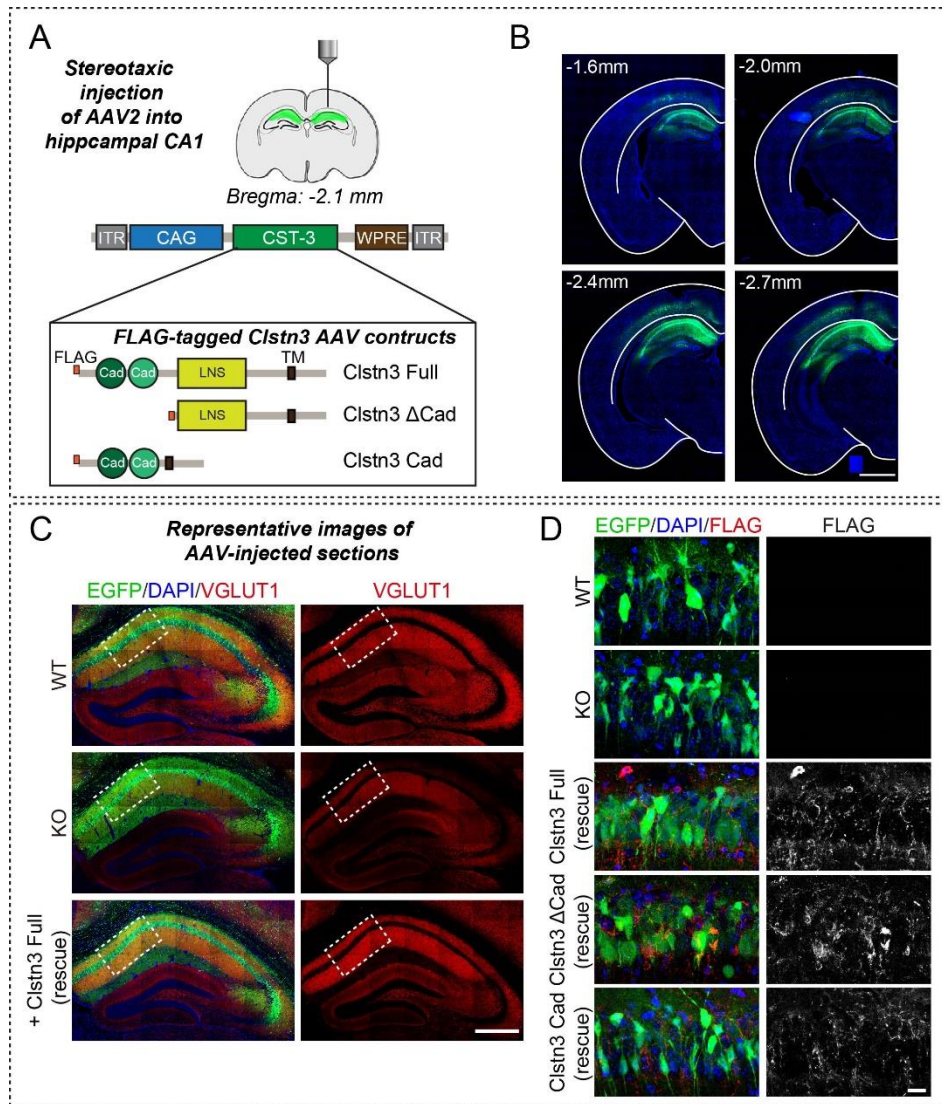 A
Stereotaxic
injection
of AAV2 into
hippcampal CA1
Bregma: -2.1 mm
ITR CAG CST-3 WPRE ITR
FLAG-tagged Clstn3 AAV contructs
FLAG Cad Cad LNS TM Clstn3 Full
LNS Clstn3 ΔCad
Cad Cad Clstn3 Cad
B
-1.6mm -2.0mm
-2.4mm -2.7mm
C
Representative images of
AAV-injected sections
EGFP/DAPI/VGLUT1 VGLUT1
WT
KO
+ Clstn3 Full
(rescue)
D
EGFP/DAPI/FLAG FLAG
WT
KO
Clstn3 Full
(rescue)
Clstn3 ΔCad
(rescue)
Clstn3 Cad
(rescue)